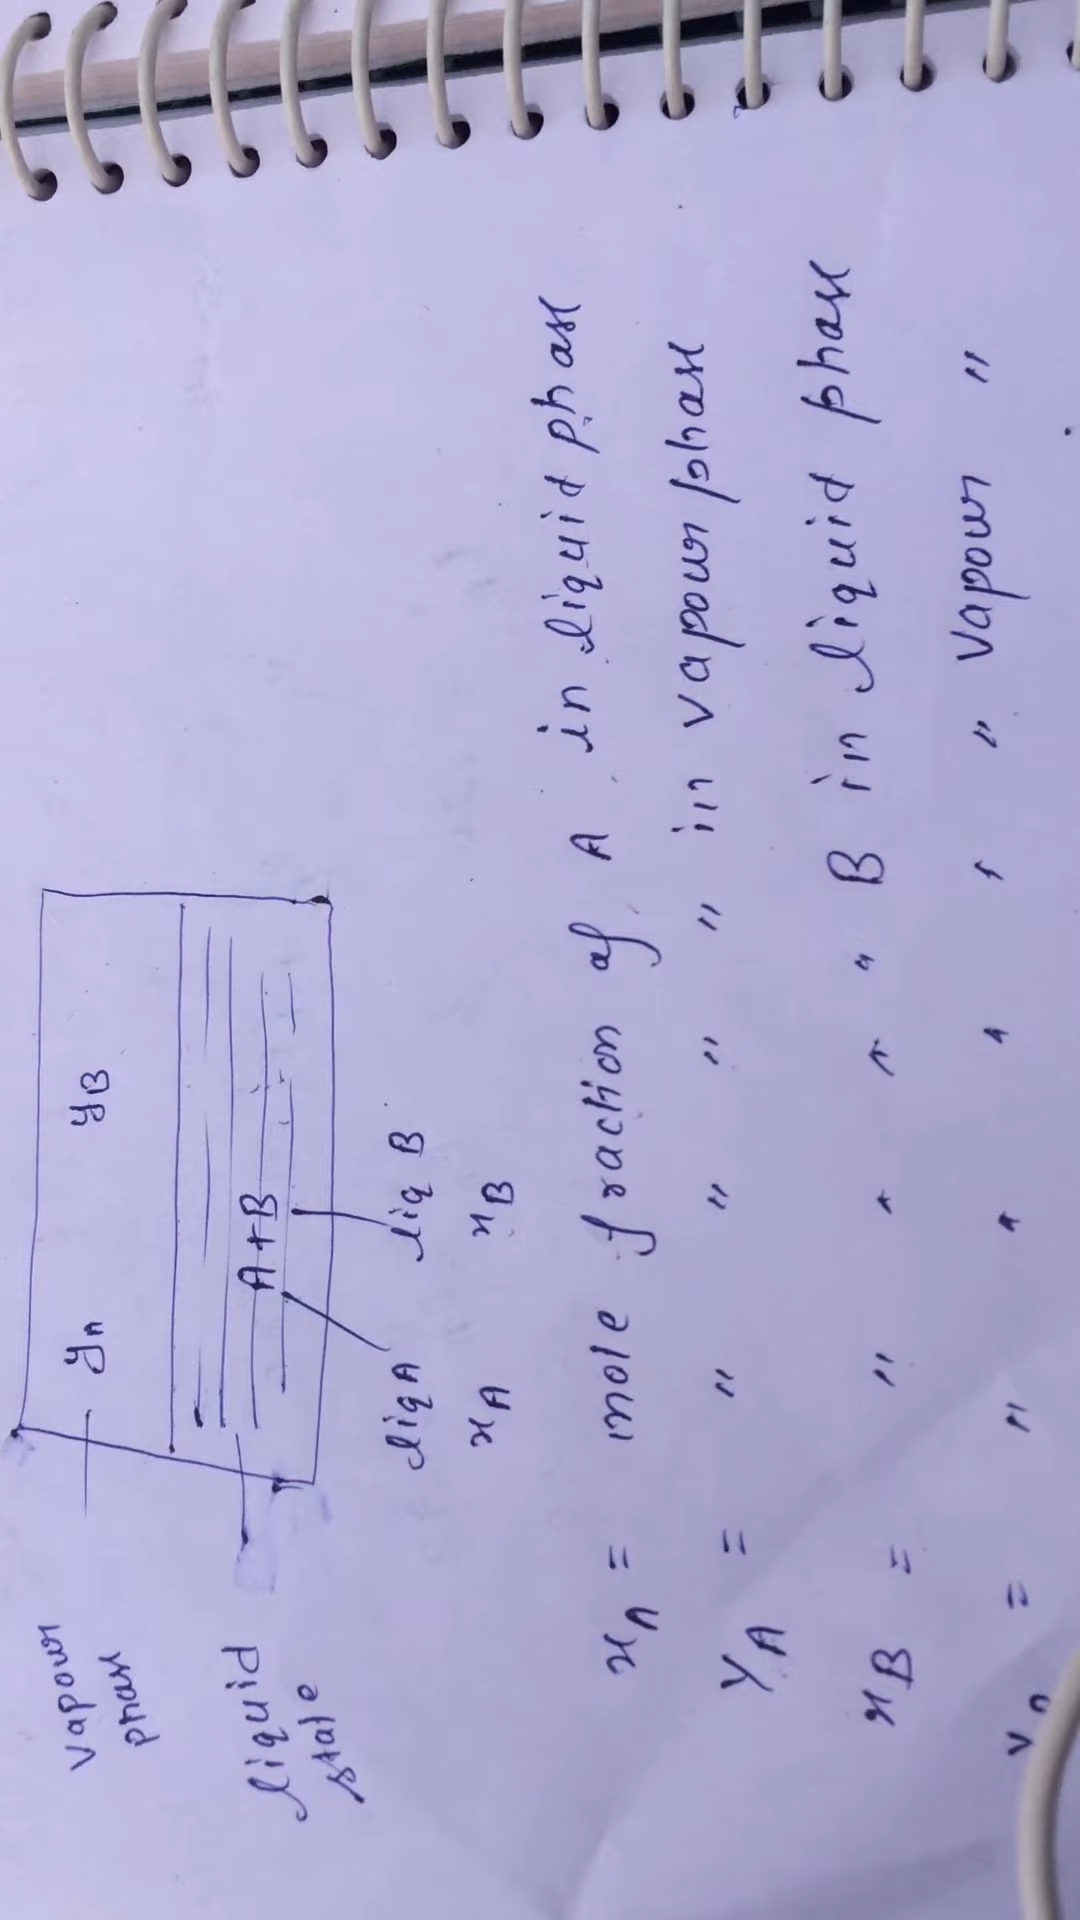 Vapour
phase
yA yB
liquid
state
A+B
liqA liq B
xA xB
xA = mole fraction of A in liquid phase
YA = " " " " in vapour phase
xB = " " " " B in liquid phase
= " " " " " Vapour "